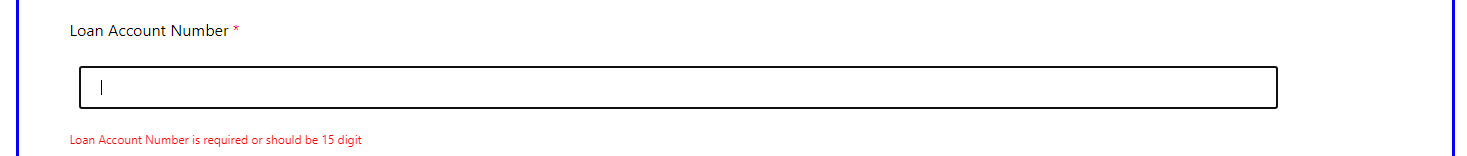 Loan Account Number *
Loan Account Number is required or should be 15 digit